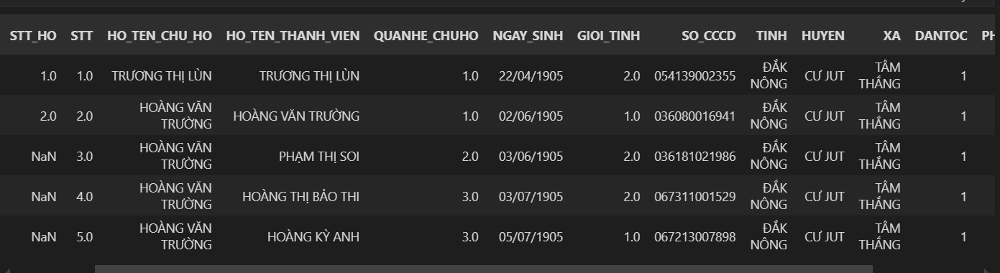 STT_HO STT HO_TEN_CHU_HO HO_TEN_THANH_VIEN QUANHE_CHUHO NGAY_SINH GIOI_TINH SO_CCCD TINH HUYEN XA DANTOC
1.0 1.0 TRƯƠNG THỊ LÙN TRƯƠNG THỊ LÙN 1.0 22/04/1905 2.0 054139002355 ĐẮK NÔNG CƯ JUT TÂM THẮNG 1
2.0 2.0 HOÀNG VĂN TRƯỜNG HOÀNG VĂN TRƯỜNG 1.0 02/06/1905 1.0 036080016941 ĐẮK NÔNG CƯ JUT TÂM THẮNG 1
NaN 3.0 HOÀNG VĂN TRƯỜNG PHẠM THỊ SOI 2.0 03/06/1905 2.0 036181021986 ĐẮK NÔNG CƯ JUT TÂM THẮNG 1
NaN 4.0 HOÀNG VĂN TRƯỜNG HOÀNG THỊ BẢO THI 3.0 03/07/1905 2.0 067311001529 ĐẮK NÔNG CƯ JUT TÂM THẮNG 1
NaN 5.0 HOÀNG VĂN TRƯỜNG HOÀNG KỲ ANH 3.0 05/07/1905 1.0 067213007898 ĐẮK NÔNG CƯ JUT TÂM THẮNG 1